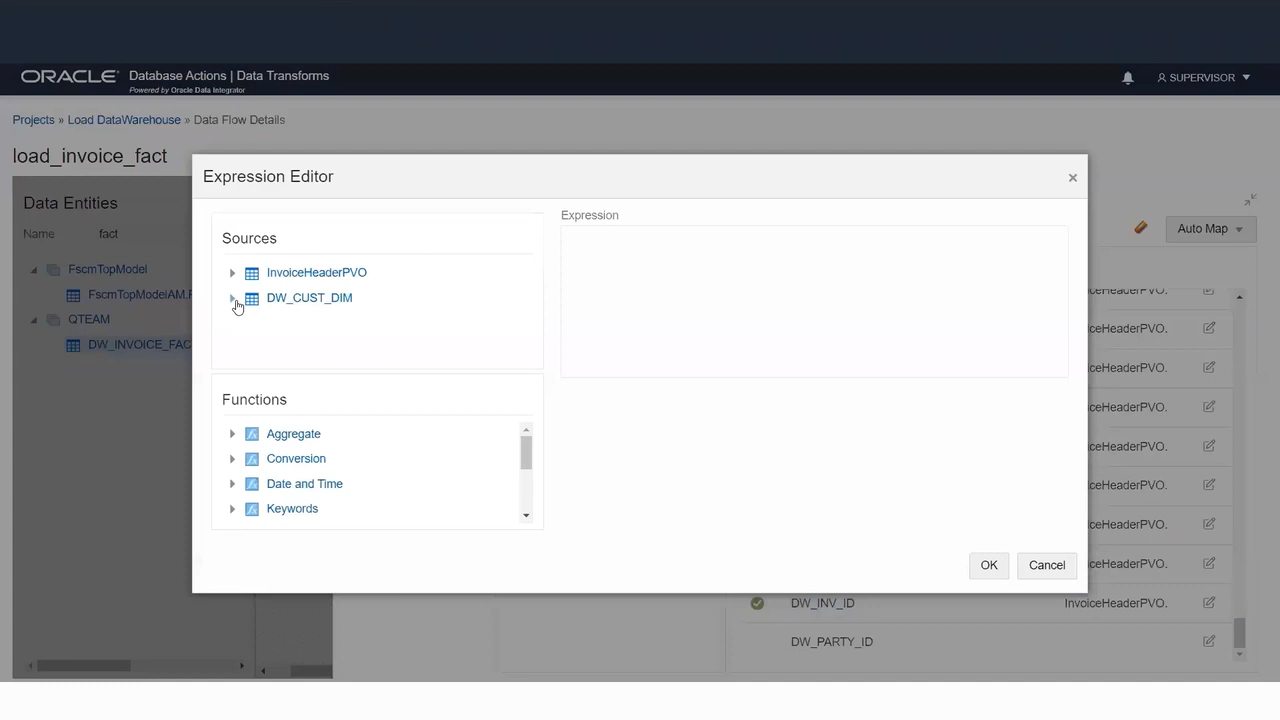 ORACLE Database Actions | Data Transforms
Powered by Oracle Data Integrator
SUPERVISOR
Projects » Load DataWarehouse » Data Flow Details
load_invoice_fact
Data Entities
Name fact
FscmTopModel
FscmTopModelAM.F
QTEAM
DW_INVOICE_FAC
Expression Editor
×
Sources
InvoiceHeaderPVO
DW_CUST_DIM
Functions
Aggregate
Conversion
Date and Time
Keywords
Expression
OK
Cancel
Auto Map
iceHeaderPVO.
iceHeaderPVO.
iceHeaderPVO.
iceHeaderPVO.
iceHeaderPVO.
iceHeaderPVO.
iceHeaderPVO.
iceHeaderPVO.
DW_INV_ID InvoiceHeaderPVO.
DW_PARTY_ID